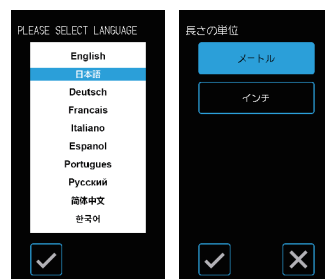 PLEASE SELECT LANGUAGE
English
日本語
Deutsch
Francais
Italiano
Espanol
Portugues
Русский
简体中文
한국어
長さの単位
メートル
インチ